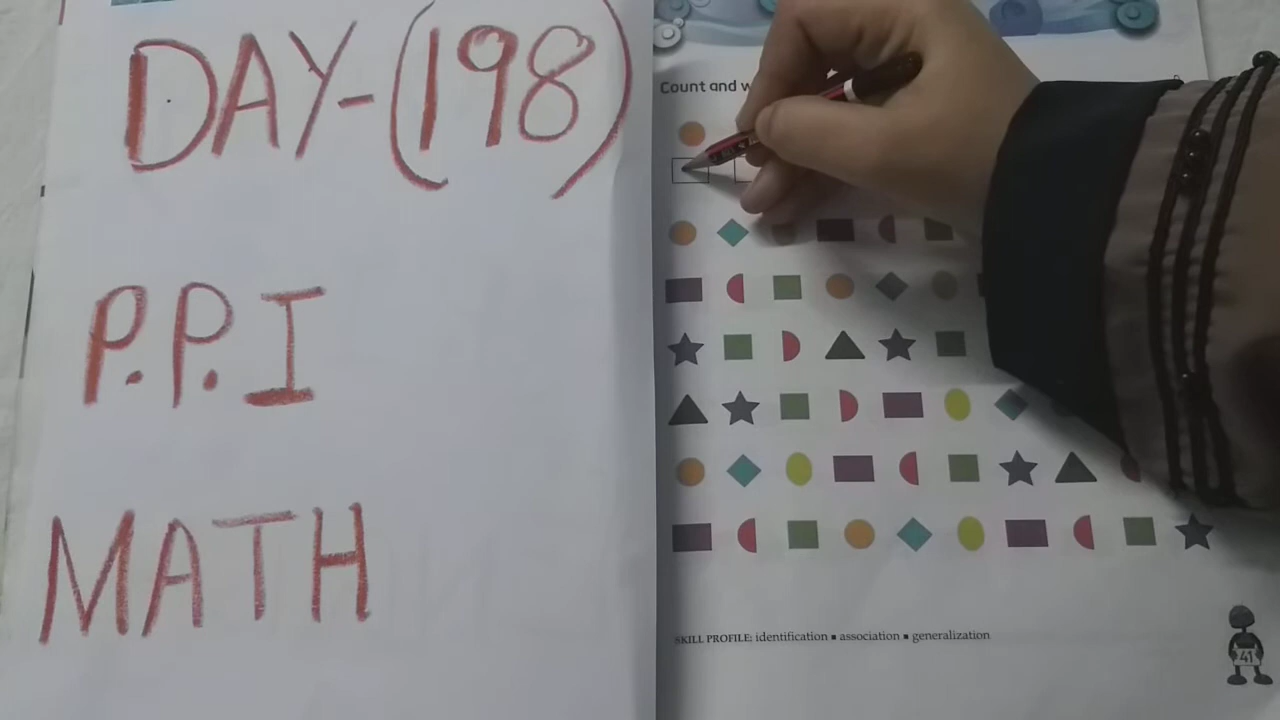 DAY-(198)
P.P.I
MATH
Count and
SKILL PROFILE: identification ▪ association ▪ generalization
41